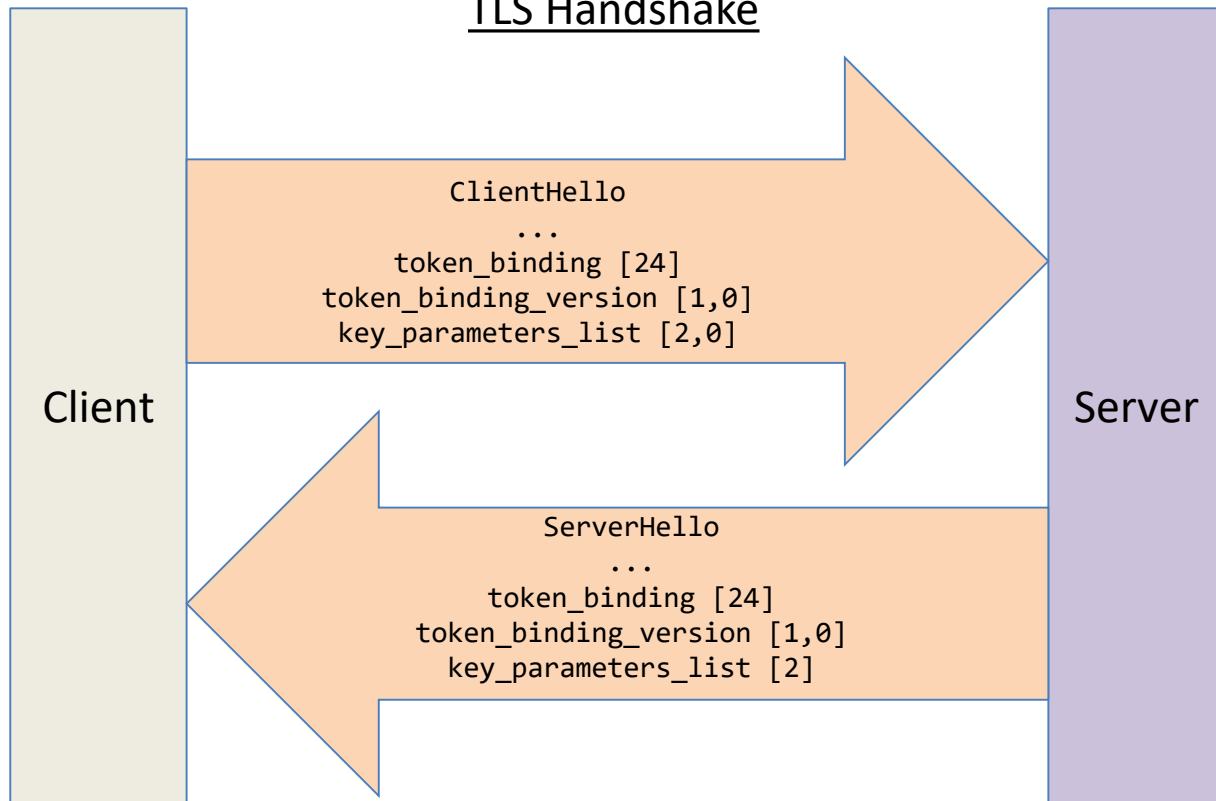 TLS Handshake
ClientHello
...
token_binding [24]
token_binding_version [1,0]
key_parameters_list [2,0]
Client
Server
ServerHello
...
token_binding [24]
token_binding_version [1,0]
key_parameters_list [2]